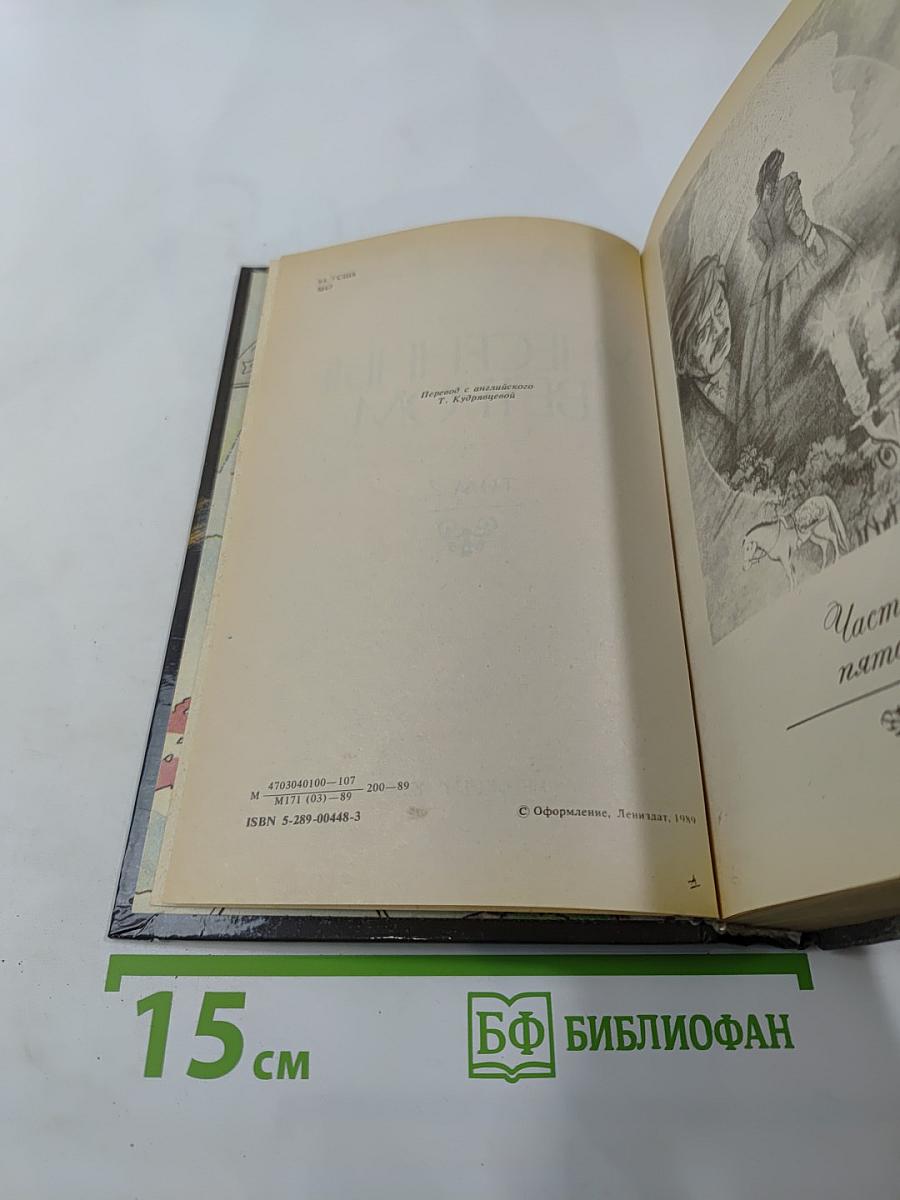 Перевод с английского
Т. Кудрявцевой
М 4703040100—107 200—89
М171 (03)—89
ISBN 5-289-00448-3
© Оформление, Лениздат, 1989
Част
пята
15 см
БФ БИБЛИОФАН